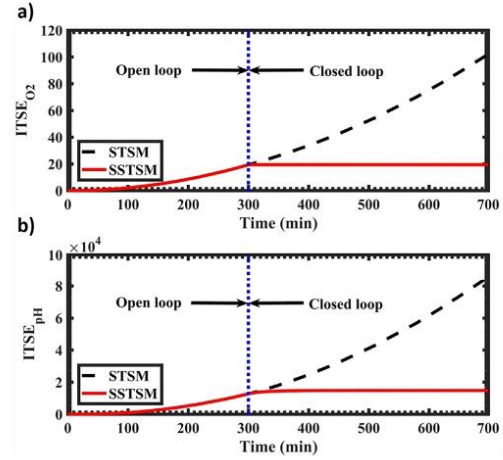 a)
120
100
80
60
40
20
0
ITSE_O2
Open loop
Closed loop
STSM
SSTSM
0 100 200 300 400 500 600 700
Time (min)
b)
×10^4
10
8
6
4
2
0
ITSE_pH
Open loop
Closed loop
STSM
SSTSM
0 100 200 300 400 500 600 700
Time (min)